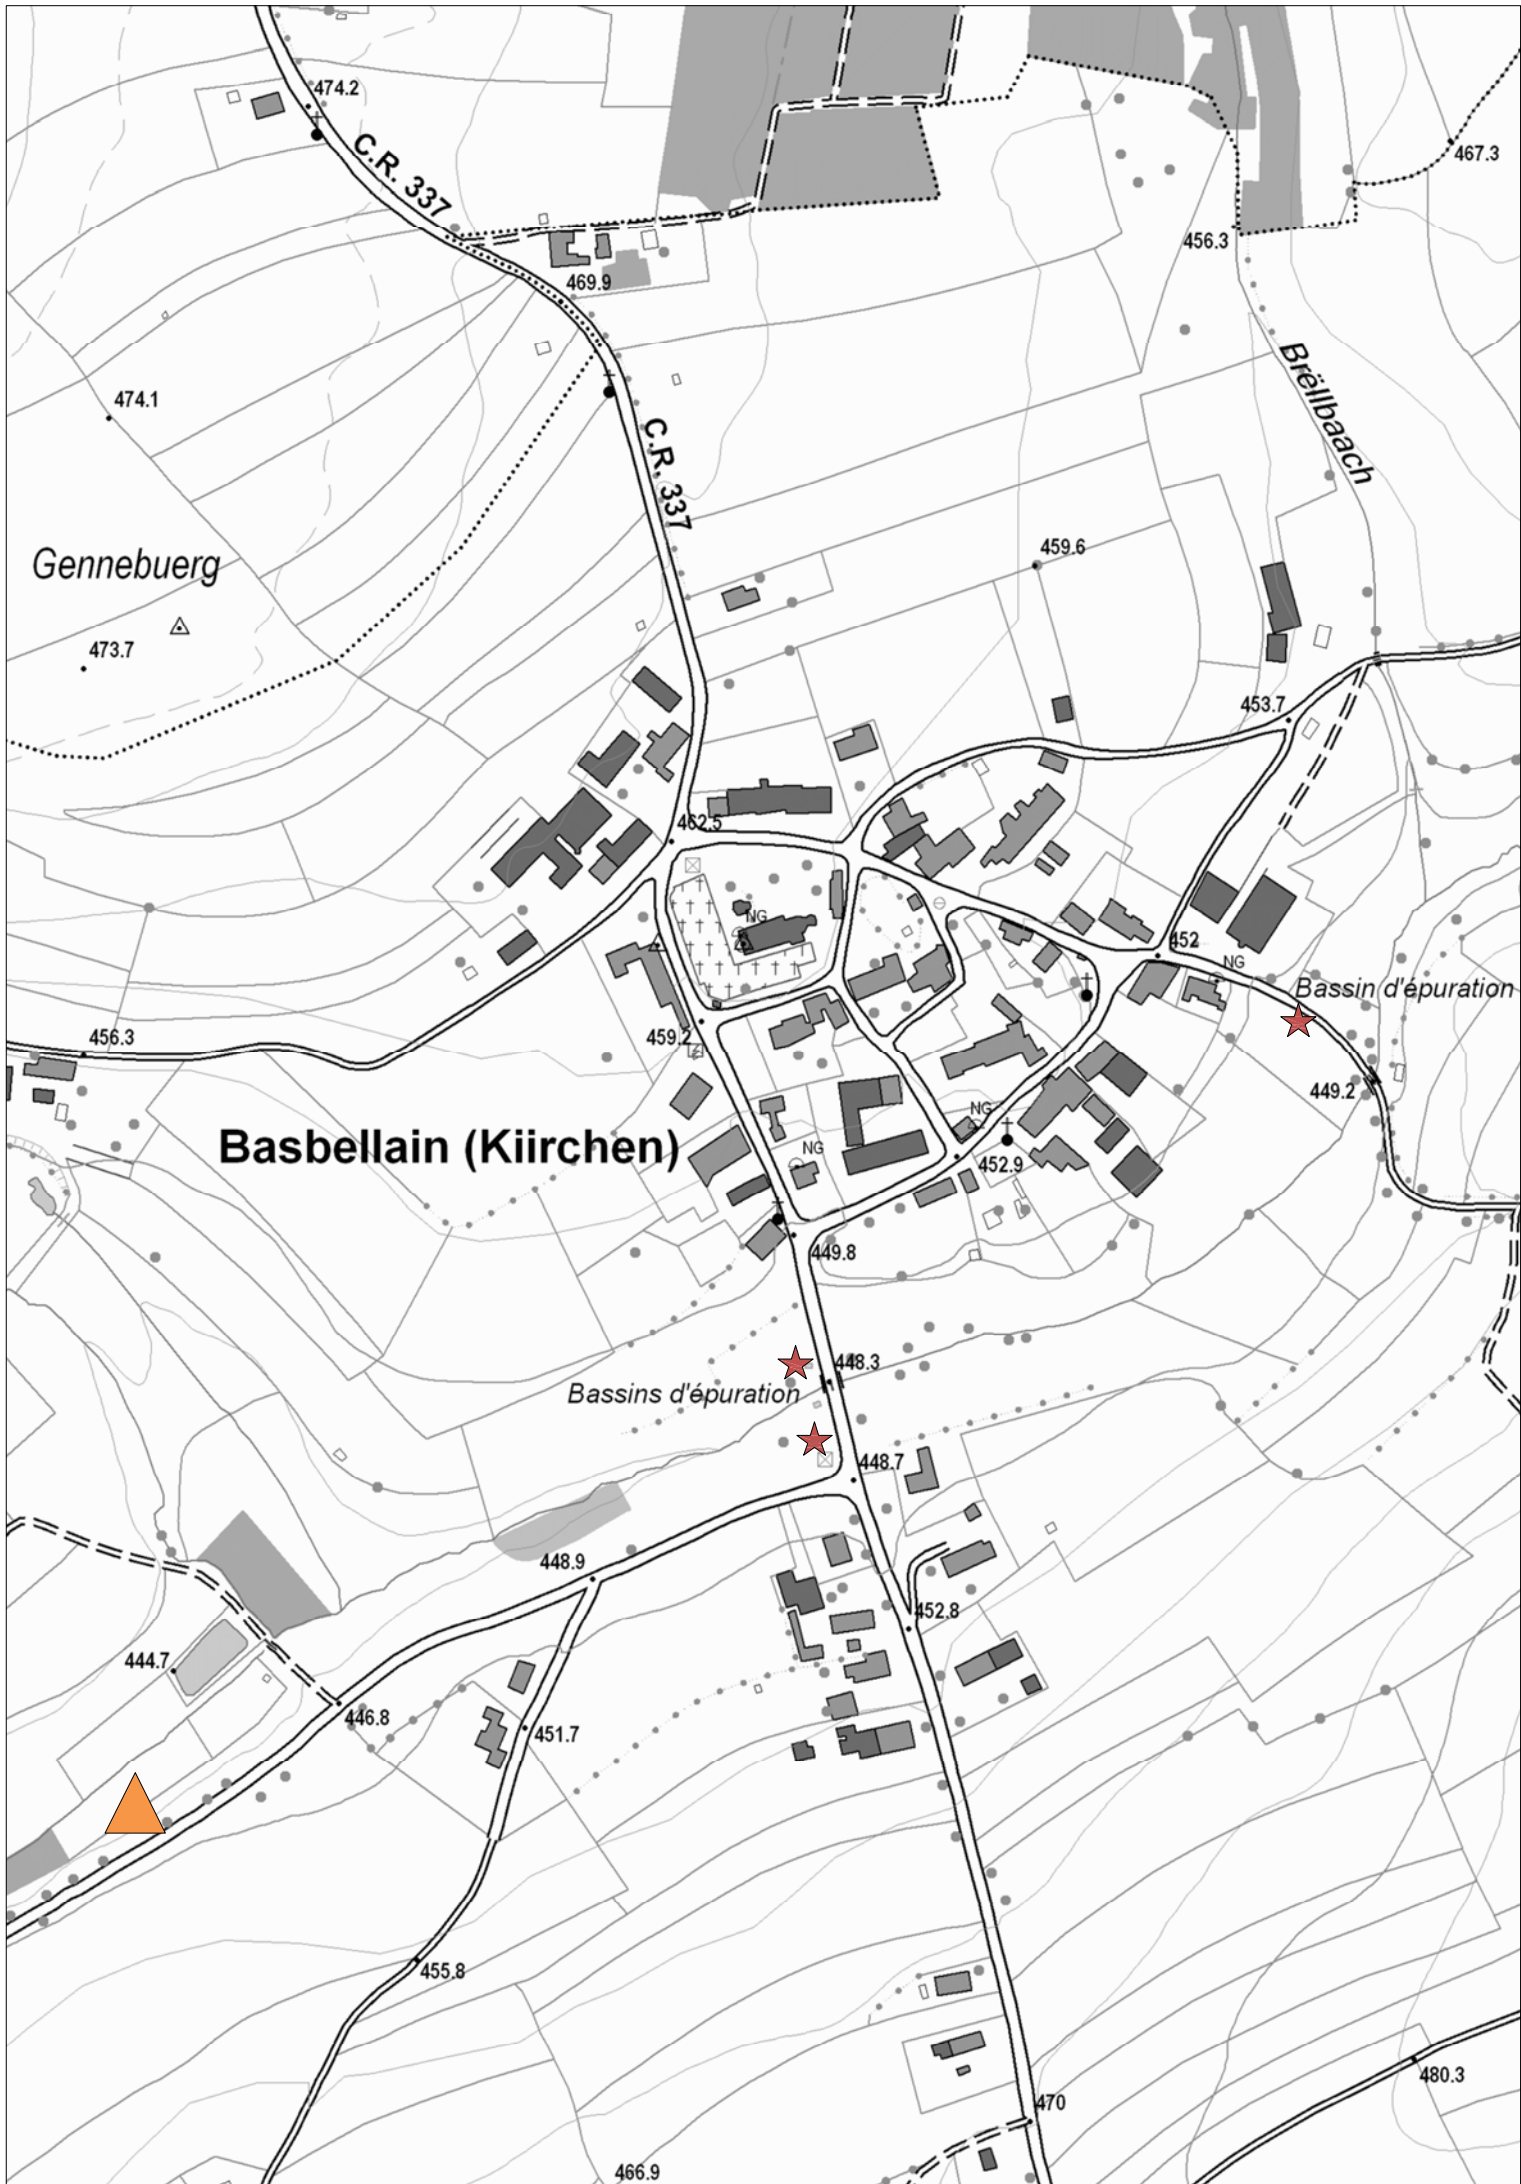 474.2
C.R. 337
467.3
456.3
469.9
Brëllbaach
474.1
C.R. 337
459.6
Gennebuerg
473.7
453.7
462.5
NG
452
NG
Bassin d'épuration
459.2
456.3
449.2
NG
Basbellain (Kiirchen)
NG
452.9
449.8
448.3
Bassins d'épuration
448.7
448.9
452.8
444.7
446.8
451.7
455.8
480.3
470
466.9